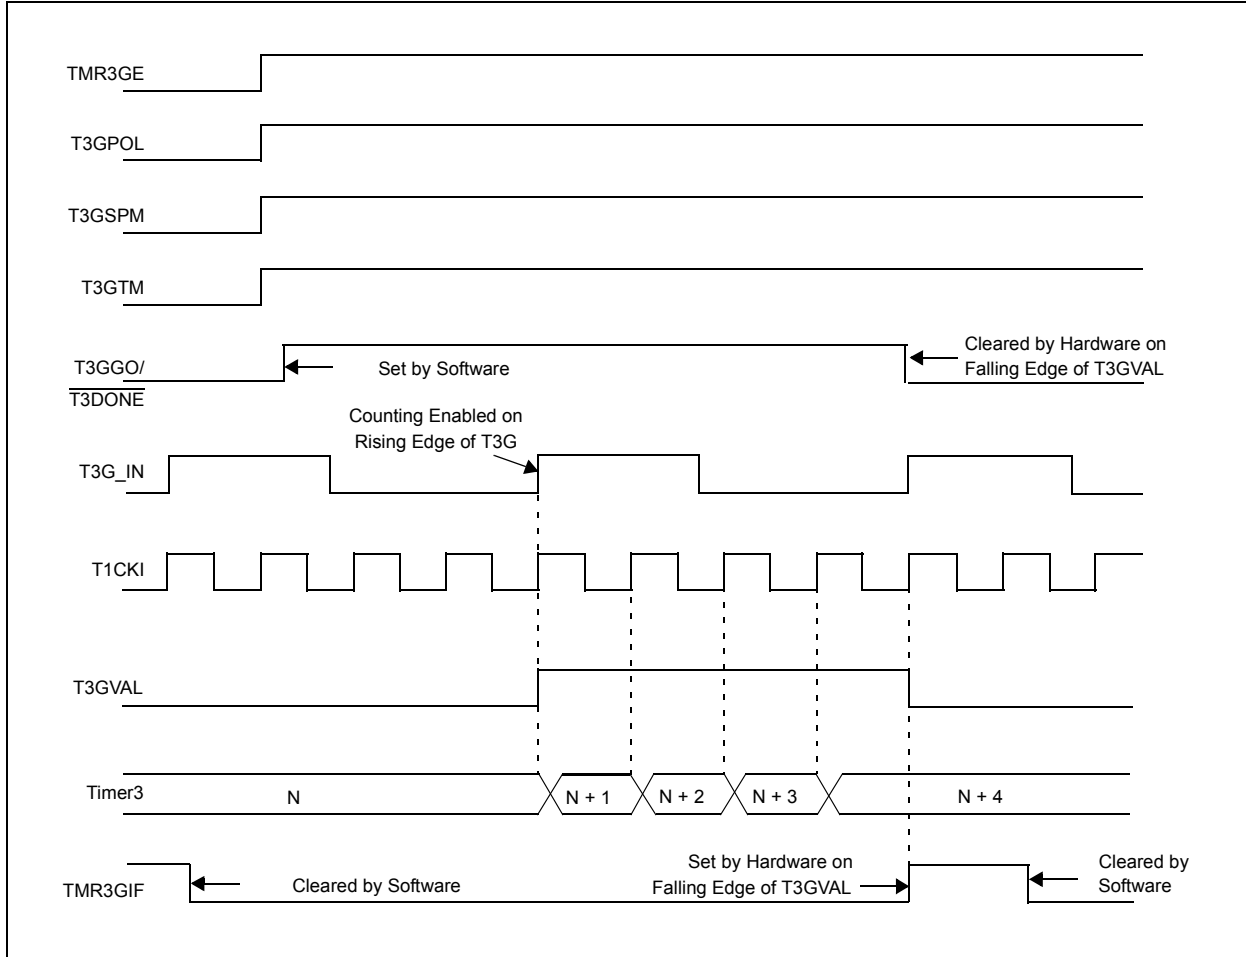 TMR3GE
T3GPOL
T3GSPM
T3GTM
T3GGO/
T3DONE
Set by Software
Cleared by Hardware on
Falling Edge of T3GVAL
Counting Enabled on
Rising Edge of T3G
T3G_IN
T1CKI
T3GVAL
Timer3
N
N + 1
N + 2
N + 3
N + 4
TMR3GIF
Cleared by Software
Set by Hardware on
Falling Edge of T3GVAL
Cleared by
Software